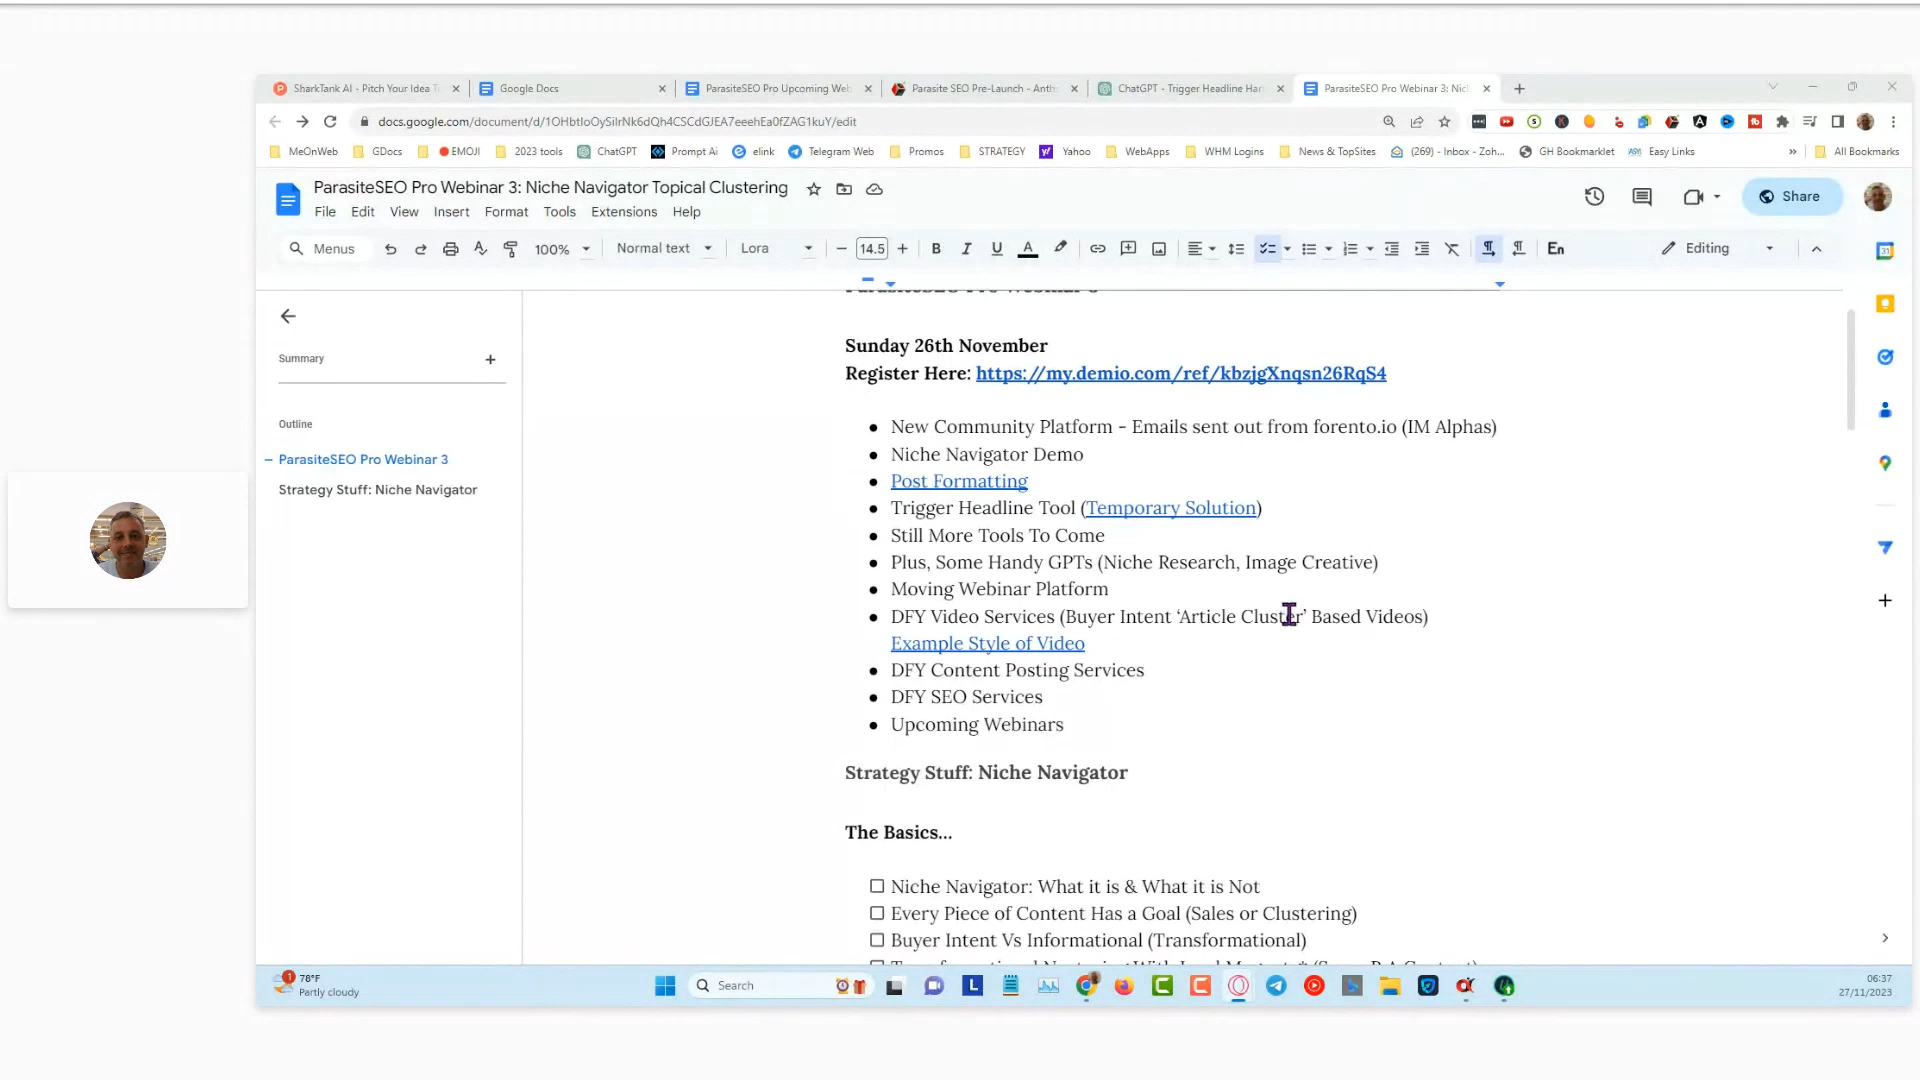 SharkTank AI - Pitch Your Idea T
Google Docs
ParasiteSEO Pro Upcoming Web
Parasite SEO Pre-Launch - Anth
ChatGPT - Trigger Headline Har
ParasiteSEO Pro Webinar 3: Nicl
MeOnWeb
GDocs
EMOJI
2023 tools
ChatGPT
Prompt Ai
elink
Telegram Web
Promos
STRATEGY
Yahoo
WebApps
WHM Logins
News & TopSites
(269) - Inbox - Zoh...
GH Bookmarklet
Easy Links
»
All Bookmarks
ParasiteSEO Pro Webinar 3: Niche Navigator Topical Clustering
File Edit View Insert Format Tools Extensions Help
Share
Menus
100%
Normal text
Lora
14.5
B I U A
En
Editing
Summary
Outline
ParasiteSEO Pro Webinar 3
Strategy Stuff: Niche Navigator
Sunday 26th November
Register Here: https://my.demio.com/ref/kbzjgXnqsn26RqS4
New Community Platform - Emails sent out from forento.io (IM Alphas)
Niche Navigator Demo
Post Formatting
Trigger Headline Tool (Temporary Solution)
Still More Tools To Come
Plus, Some Handy GPTs (Niche Research, Image Creative)
Moving Webinar Platform
DFY Video Services (Buyer Intent ‘Article Cluster’ Based Videos)
Example Style of Video
DFY Content Posting Services
DFY SEO Services
Upcoming Webinars
Strategy Stuff: Niche Navigator
The Basics...
Niche Navigator: What it is & What it is Not
Every Piece of Content Has a Goal (Sales or Clustering)
Buyer Intent Vs Informational (Transformational)
1
78°F
Partly cloudy
Search
06:37
27/11/2023